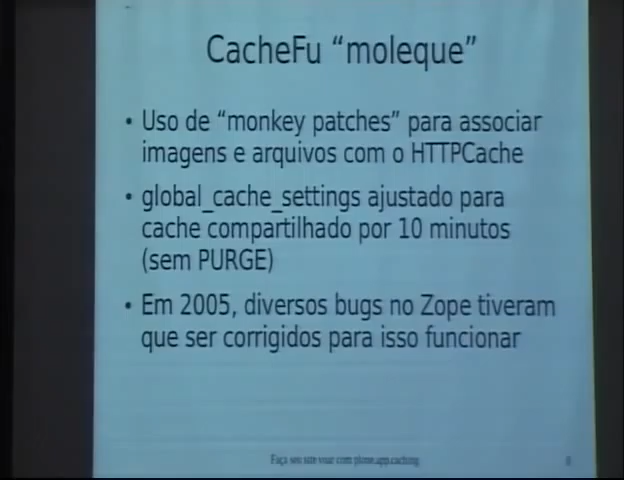 CacheFu “moleque”
• Uso de “monkey patches” para associar
imagens e arquivos com o HTTPCache
• global_cache_settings ajustado para
cache compartilhado por 10 minutos
(sem PURGE)
• Em 2005, diversos bugs no Zope tiveram
que ser corrigidos para isso funcionar
Faça seu site voar com plone.app.caching